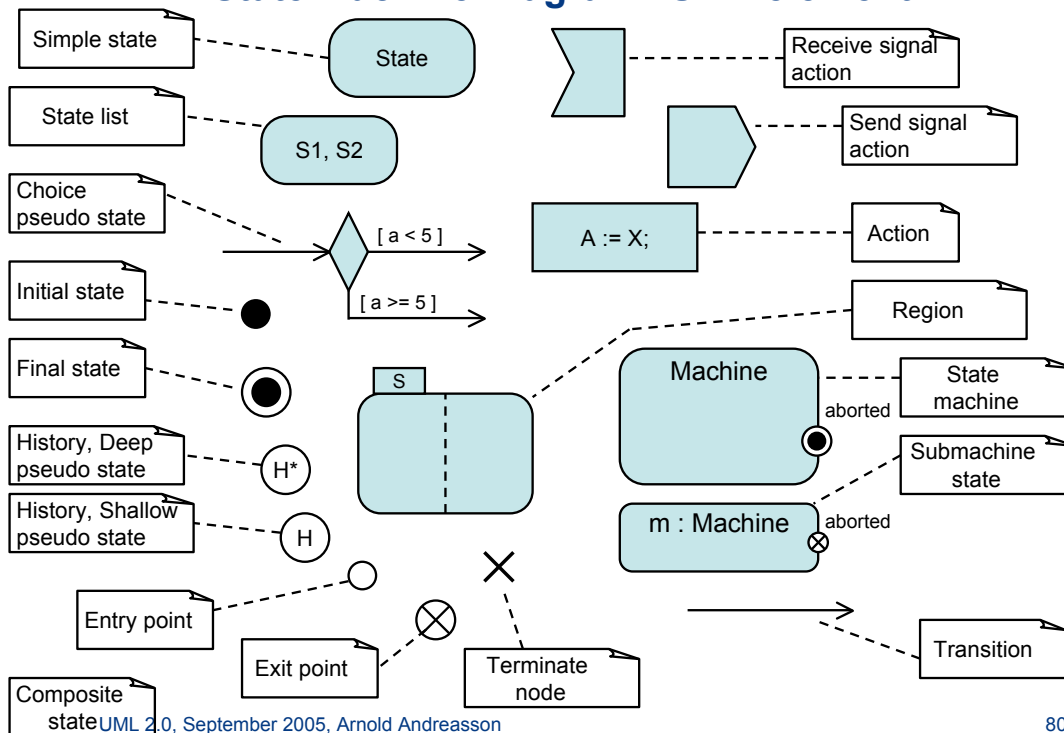 Simple state
State
Receive signal
action
State list
S1, S2
Send signal
action
Choice
pseudo state
[ a < 5 ]
[ a >= 5 ]
A := X;
Action
Initial state
Region
Final state
S
Machine
aborted
State
machine
History, Deep
pseudo state
H*
Submachine
state
History, Shallow
pseudo state
H
m : Machine
aborted
Entry point
Exit point
Terminate
node
Transition
Composite
state
UML 2.0, September 2005, Arnold Andreasson
80